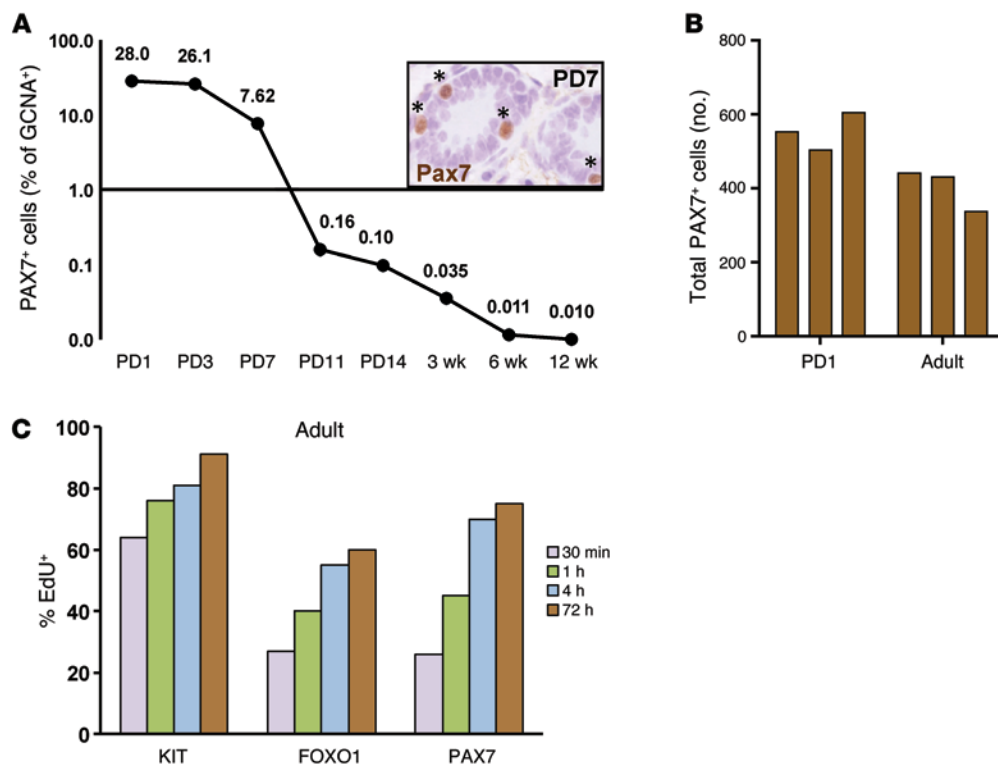 A
PAX7⁺ cells (% of GCNA⁺)
100.0
10.0
1.0
0.1
0.0
28.0
26.1
7.62
0.16
0.10
0.035
0.011
0.010
* * * *
PD7
Pax7
PD1 PD3 PD7 PD11 PD14 3 wk 6 wk 12 wk
B
Total PAX7⁺ cells (no.)
800
600
400
200
0
PD1 Adult
C
Adult
% EdU⁺
100
80
60
40
20
0
KIT FOXO1 PAX7
30 min
1 h
4 h
72 h